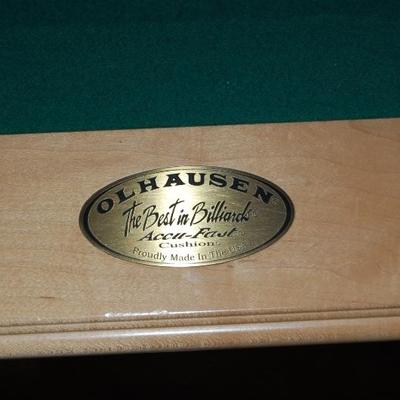 OLHAUSEN
The Best in Billiards
Accu-Fast
Cushion
Proudly Made In The